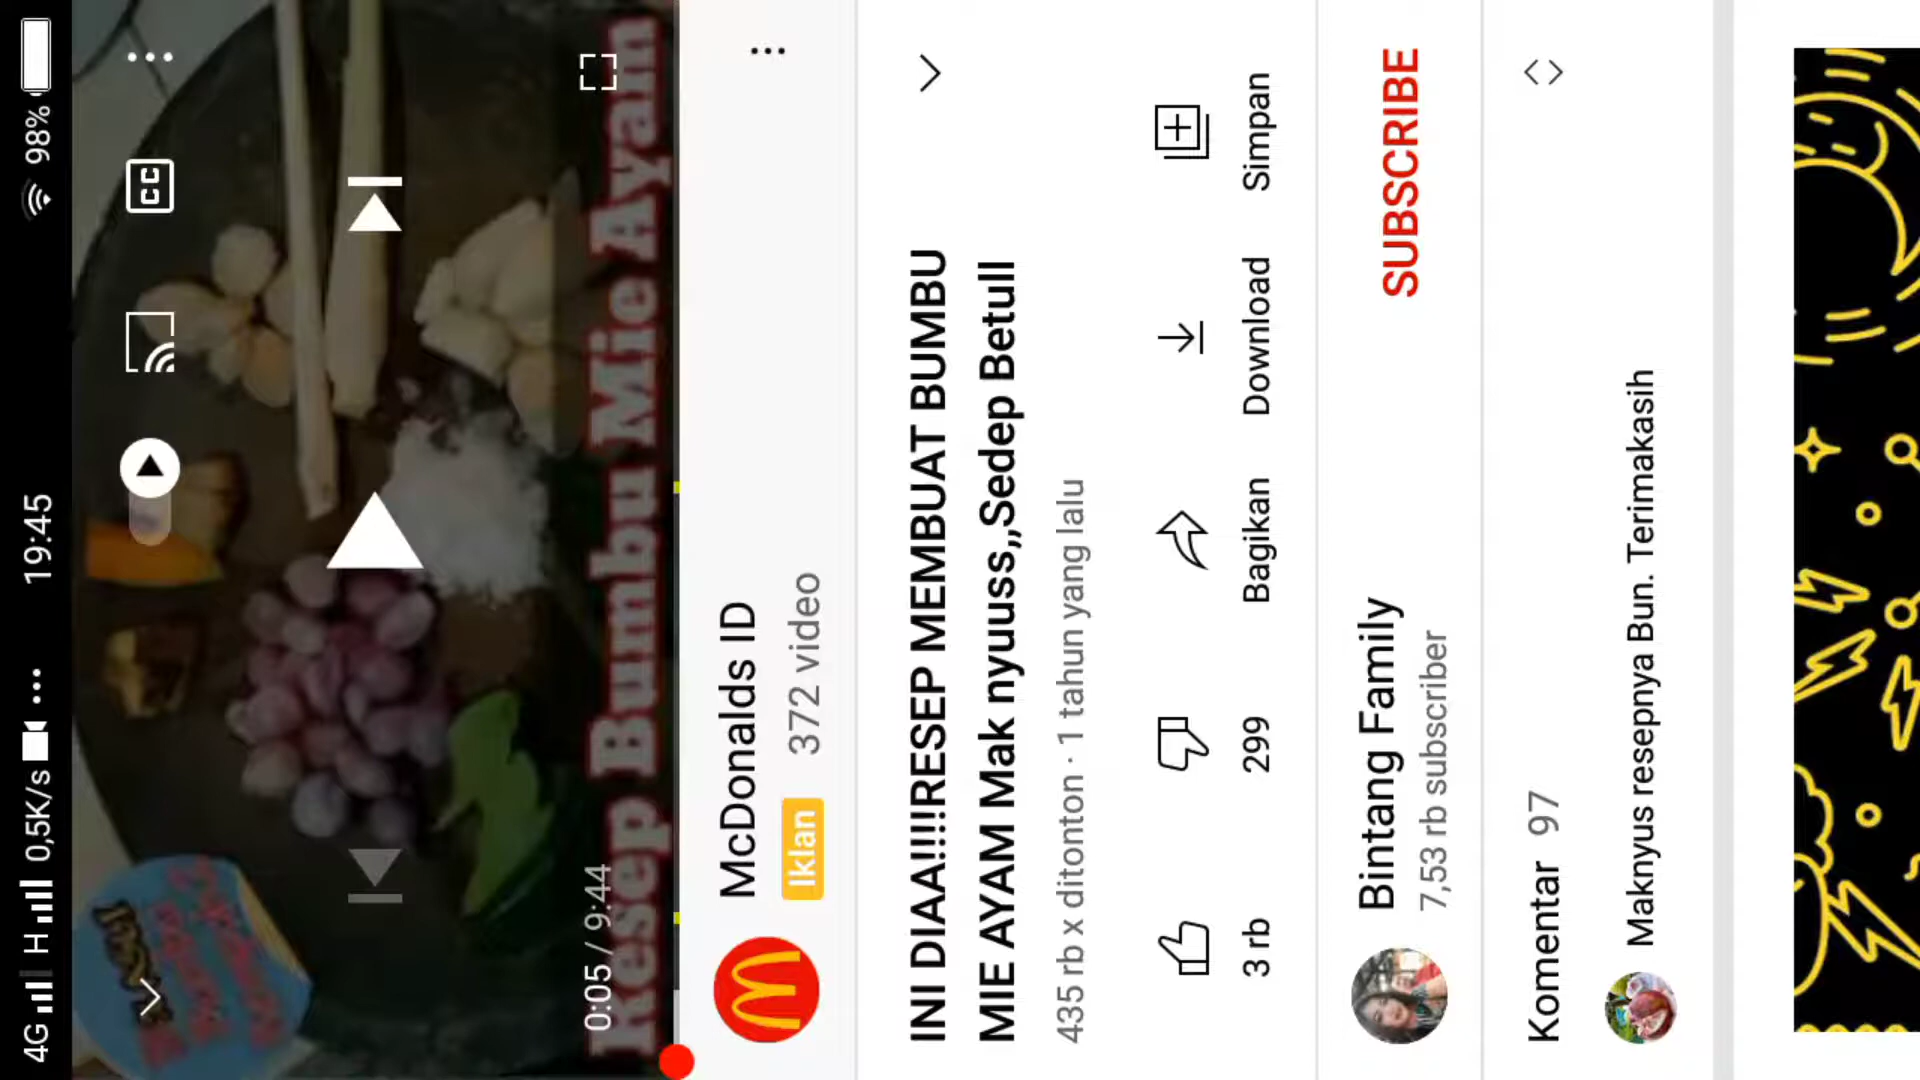 4G H 0,5K/s ... 19:45 98%
CC
0:05 / 9:44
Resep Bumbu Mie Ayam
McDonalds ID
Iklan 372 video
INI DIAA!!!!RESEP MEMBUAT BUMBU
MIE AYAM Mak nyuuss,,Sedep Betull
435 rb x ditonton · 1 tahun yang lalu
3 rb 299 Bagikan Download Simpan
Bintang Family
7,53 rb subscriber
SUBSCRIBE
Komentar 97
Maknyus resepnya Bun. Terimakasih